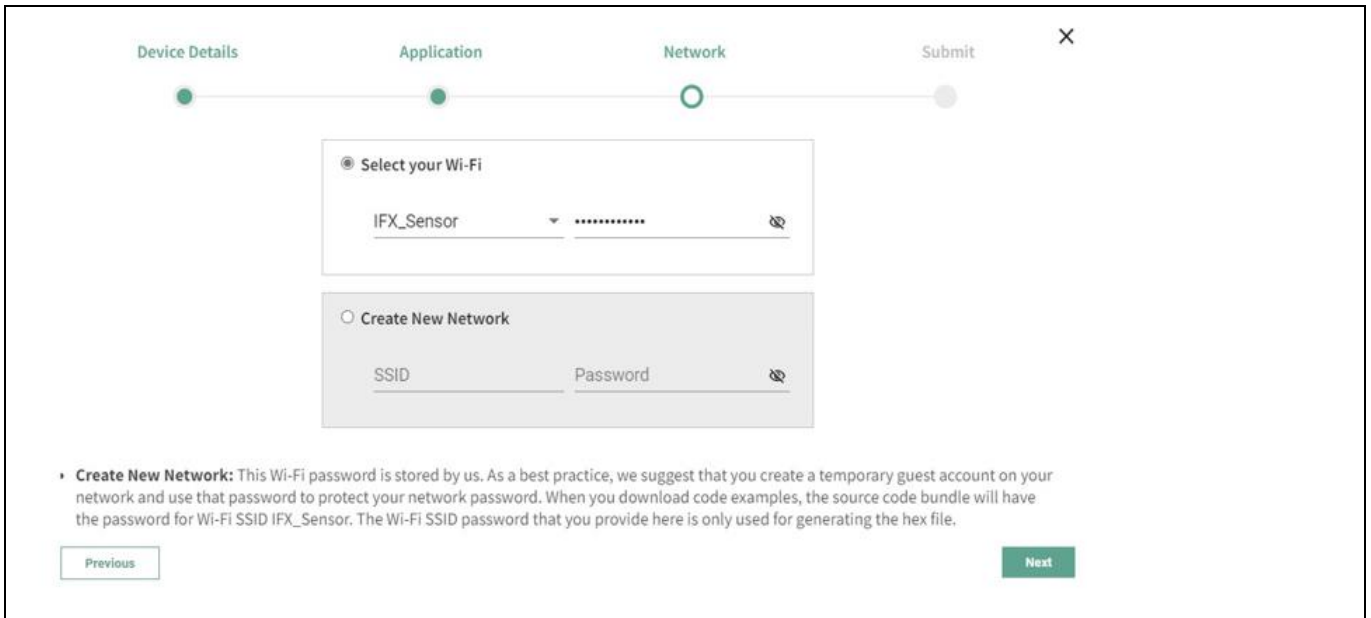 Device Details Application Network Submit
Select your Wi-Fi
IFX_Sensor ••••••••••••
Create New Network
SSID Password
Create New Network: This Wi-Fi password is stored by us. As a best practice, we suggest that you create a temporary guest account on your
network and use that password to protect your network password. When you download code examples, the source code bundle will have
the password for Wi-Fi SSID IFX_Sensor. The Wi-Fi SSID password that you provide here is only used for generating the hex file.
Previous Next